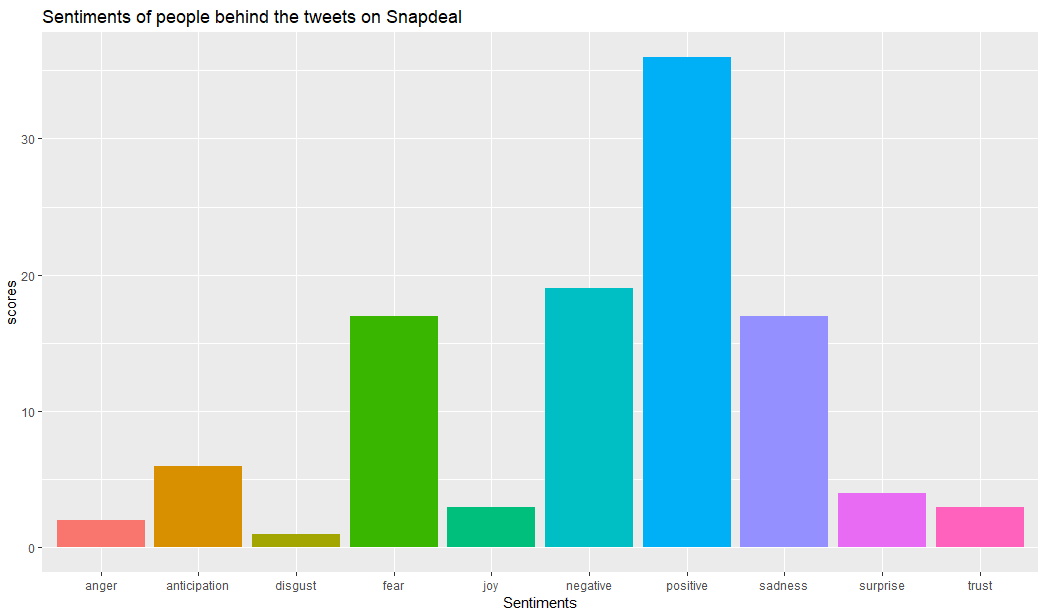 Sentiments of people behind the tweets on Snapdeal
scores
30
20
10
0
anger anticipation disgust fear joy negative positive sadness surprise trust
Sentiments